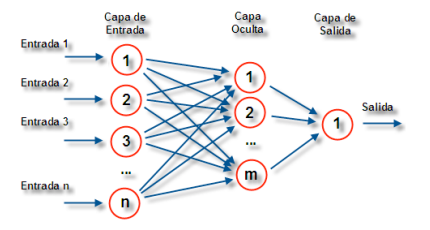 Capa de
Entrada
Capa
Oculta
Capa de
Salida
Entrada 1
Entrada 2
Entrada 3
Entrada n
1
2
3
...
n
1
2
...
m
1
Salida